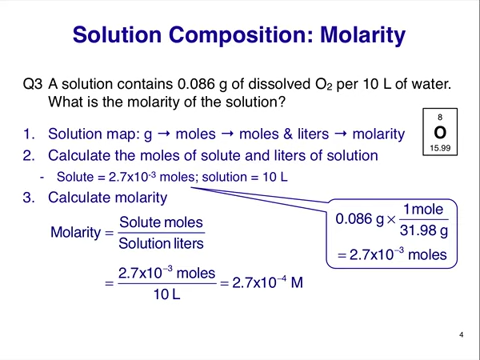 Solution Composition: Molarity
Q3 A solution contains 0.086 g of dissolved O₂ per 10 L of water.
What is the molarity of the solution?
8
O
15.99
1. Solution map: g → moles → moles & liters → molarity
2. Calculate the moles of solute and liters of solution
- Solute = 2.7x10⁻³ moles; solution = 10 L
3. Calculate molarity
Molarity = Solute moles / Solution liters
= 2.7x10⁻³ moles / 10 L = 2.7x10⁻⁴ M
0.086 g × 1mole / 31.98 g
= 2.7x10⁻³ moles
4